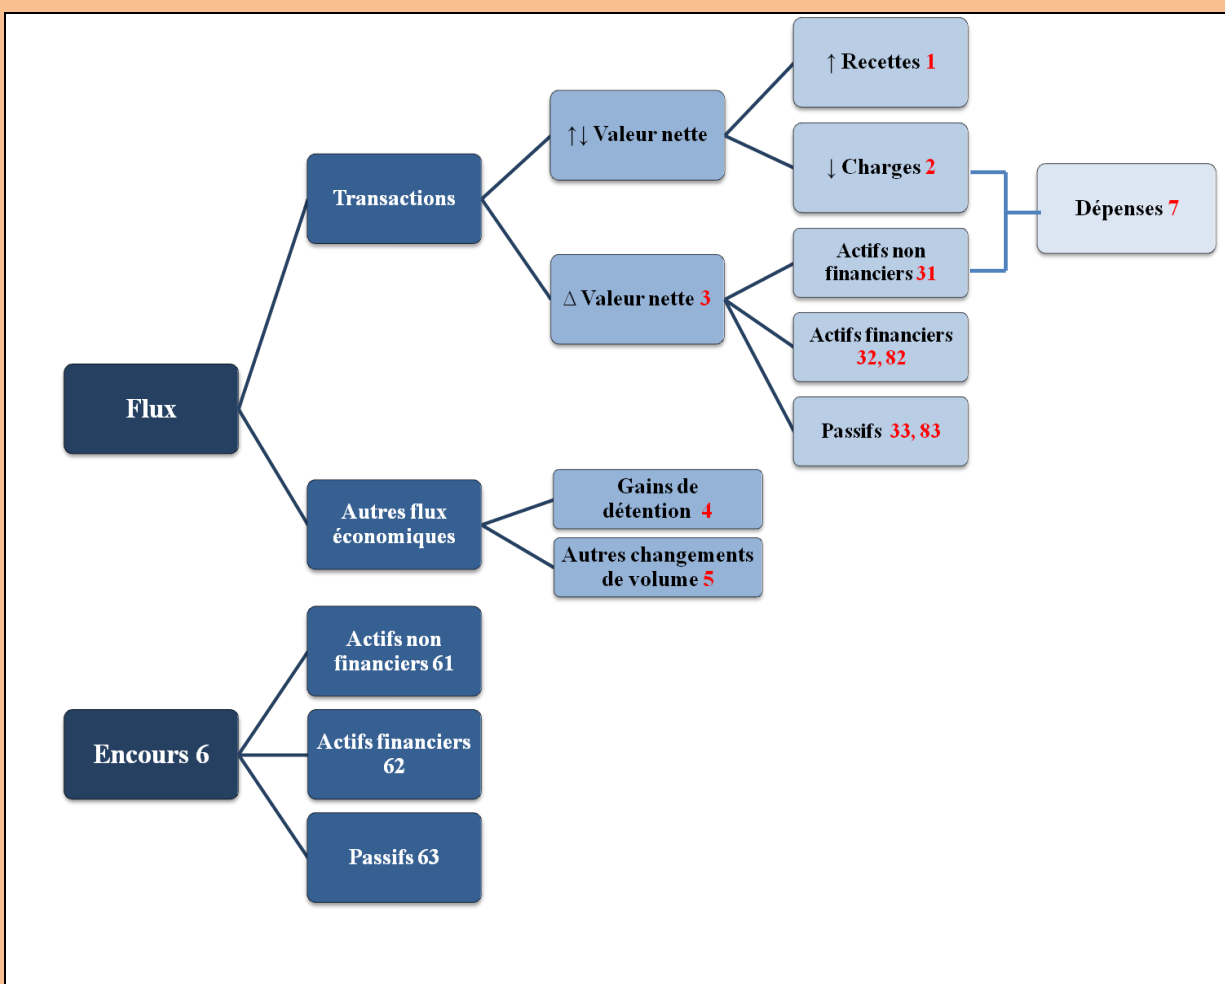 Flux
Transactions
↑↓ Valeur nette
↑ Recettes 1
↓ Charges 2
Dépenses 7
Δ Valeur nette 3
Actifs non
financiers 31
Actifs financiers
32, 82
Passifs 33, 83
Autres flux
économiques
Gains de
détention 4
Autres changements
de volume 5
Encours 6
Actifs non
financiers 61
Actifs financiers
62
Passifs 63